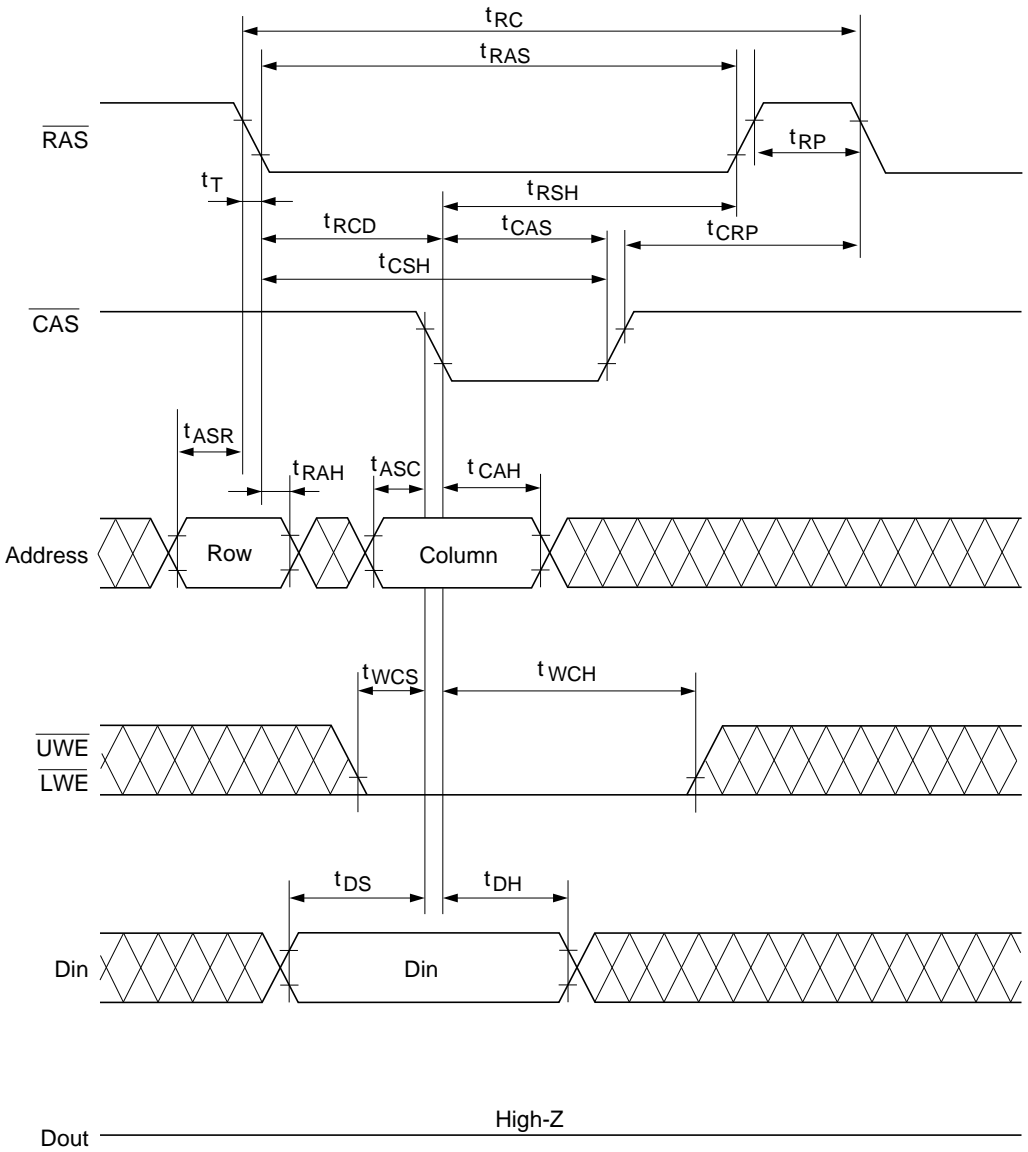 tRC
tRAS
RAS
tRP
tT
tRSH
tRCD
tCAS
tCRP
tCSH
CAS
tASR
tRAH
tASC
tCAH
Address
Row
Column
tWCS
tWCH
UWE
LWE
tDS
tDH
Din
Din
High-Z
Dout